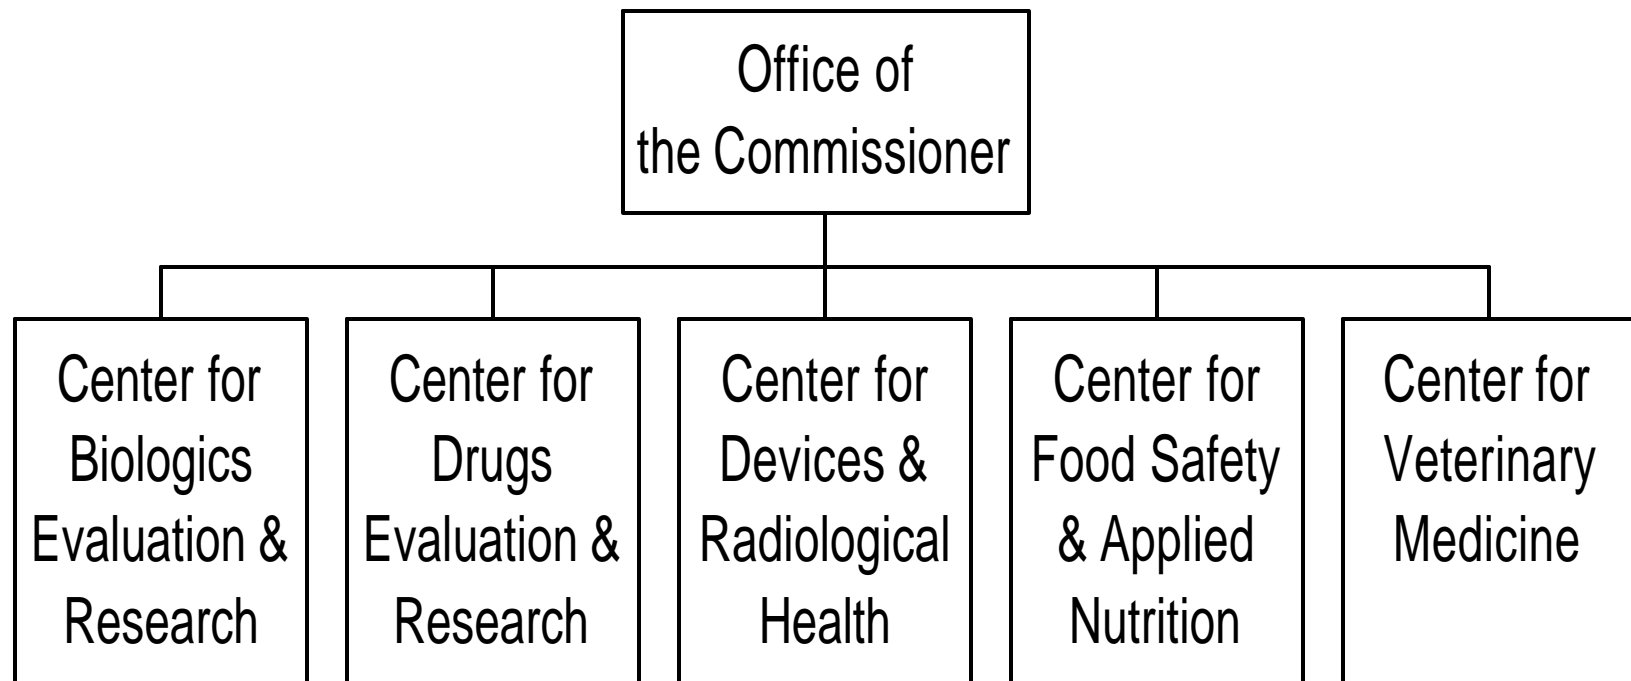 Office of
the Commissioner
Center for
Biologics
Evaluation &
Research
Center for
Drugs
Evaluation &
Research
Center for
Devices &
Radiological
Health
Center for
Food Safety
& Applied
Nutrition
Center for
Veterinary
Medicine